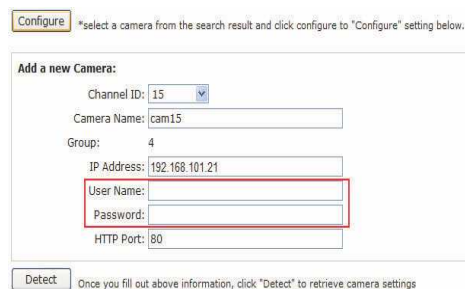 Configure *select a camera from the search result and click configure to "Configure" setting below.
Add a new Camera:
Channel ID: 15
Camera Name: cam15
Group: 4
IP Address: 192.168.101.21
User Name:
Password:
HTTP Port: 80
Detect Once you fill out above information, click "Detect" to retrieve camera settings